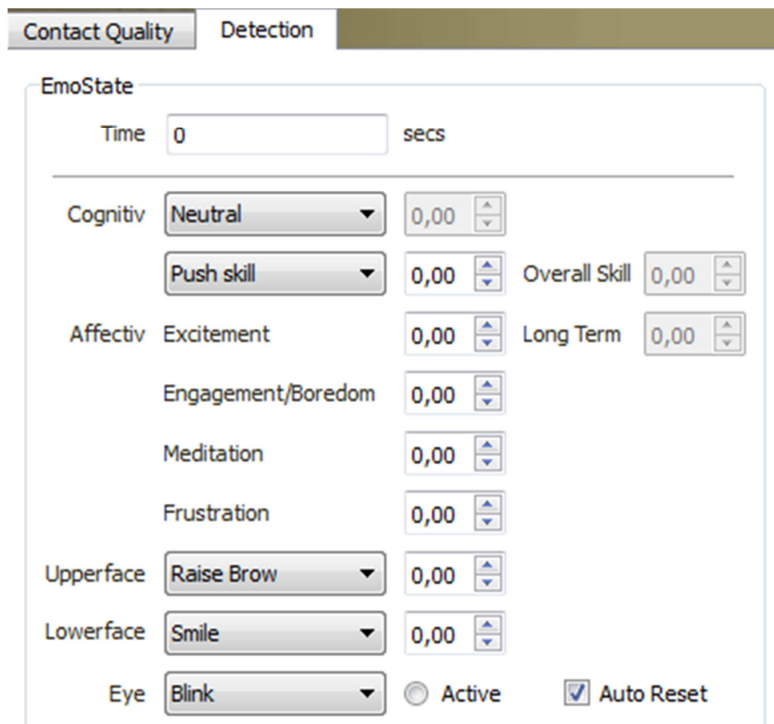 Contact Quality Detection
EmoState
Time 0 secs
Cognitiv Neutral 0,00
Push skill 0,00 Overall Skill 0,00
Affectiv Excitement 0,00 Long Term 0,00
Engagement/Boredom 0,00
Meditation 0,00
Frustration 0,00
Upperface Raise Brow 0,00
Lowerface Smile 0,00
Eye Blink Active Auto Reset